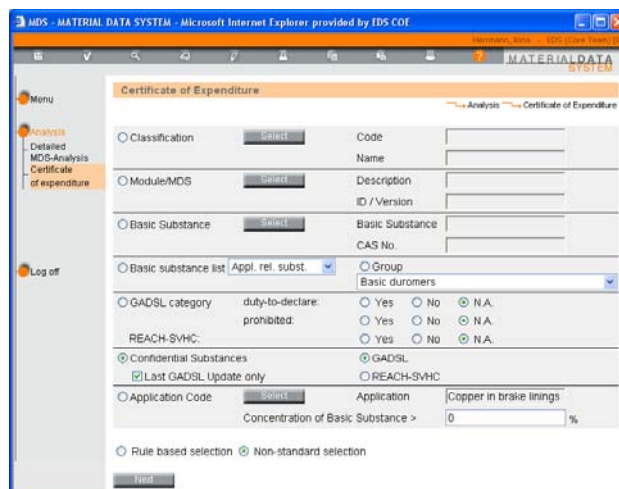 MDS - MATERIAL DATA SYSTEM - Microsoft Internet Explorer provided by EDS COE
EDS (Core Team)
MATERIALDATA
SYSTEM
Menu
Analysis
Detailed
MDS-Analysis
Certificate
of expenditure
Log off
Certificate of Expenditure
Analysis Certificate of Expenditure
Classification Select Code
Name
Module/MDS Select Description
ID / Version
Basic Substance Select Basic Substance
CAS No.
Basic substance list Appl. rel. subst. Group
Basic duromers
GADSL category duty-to-declare: Yes No N.A.
prohibited: Yes No N.A.
REACH-SVHC: Yes No N.A.
Confidential Substances GADSL
Last GADSL Update only REACH-SVHC
Application Code Select Application Copper in brake linings
Concentration of Basic Substance > 0 %
Rule based selection Non-standard selection
Next